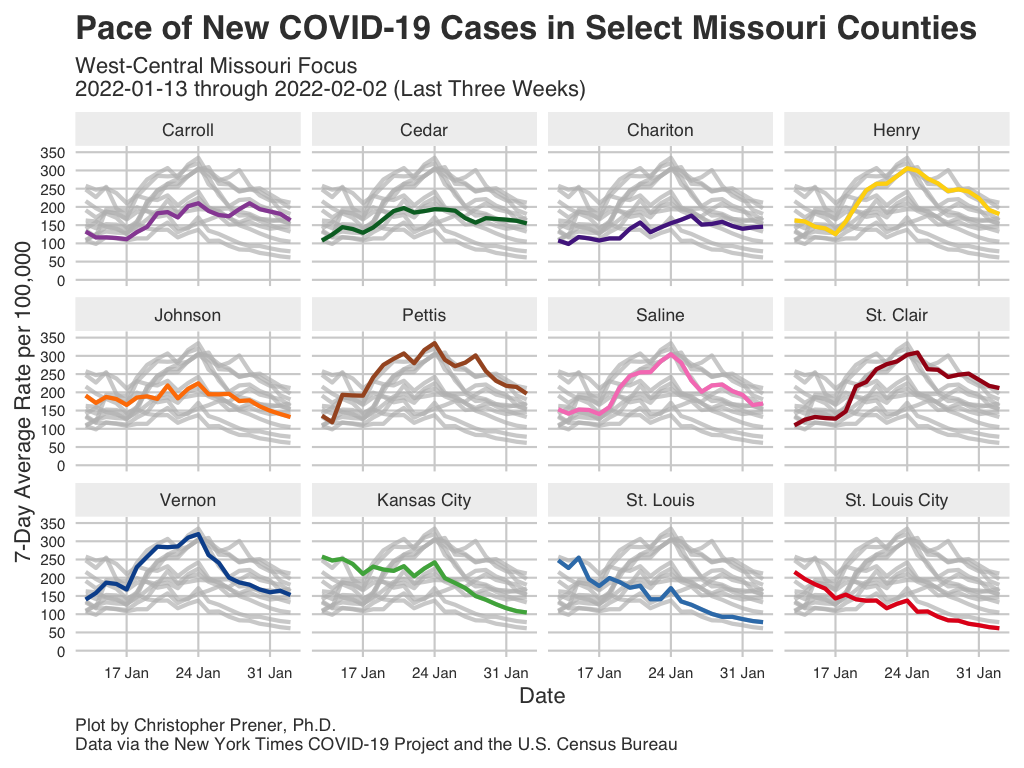 Pace of New COVID-19 Cases in Select Missouri Counties
West-Central Missouri Focus
2022-01-13 through 2022-02-02 (Last Three Weeks)
7-Day Average Rate per 100,000
Carroll Cedar Chariton Henry
350
300
250
200
150
100
50
0
Johnson Pettis Saline St. Clair
350
300
250
200
150
100
50
0
Vernon Kansas City St. Louis St. Louis City
350
300
250
200
150
100
50
0
17 Jan 24 Jan 31 Jan 17 Jan 24 Jan 31 Jan 17 Jan 24 Jan 31 Jan 17 Jan 24 Jan 31 Jan
Date
Plot by Christopher Prener, Ph.D.
Data via the New York Times COVID-19 Project and the U.S. Census Bureau